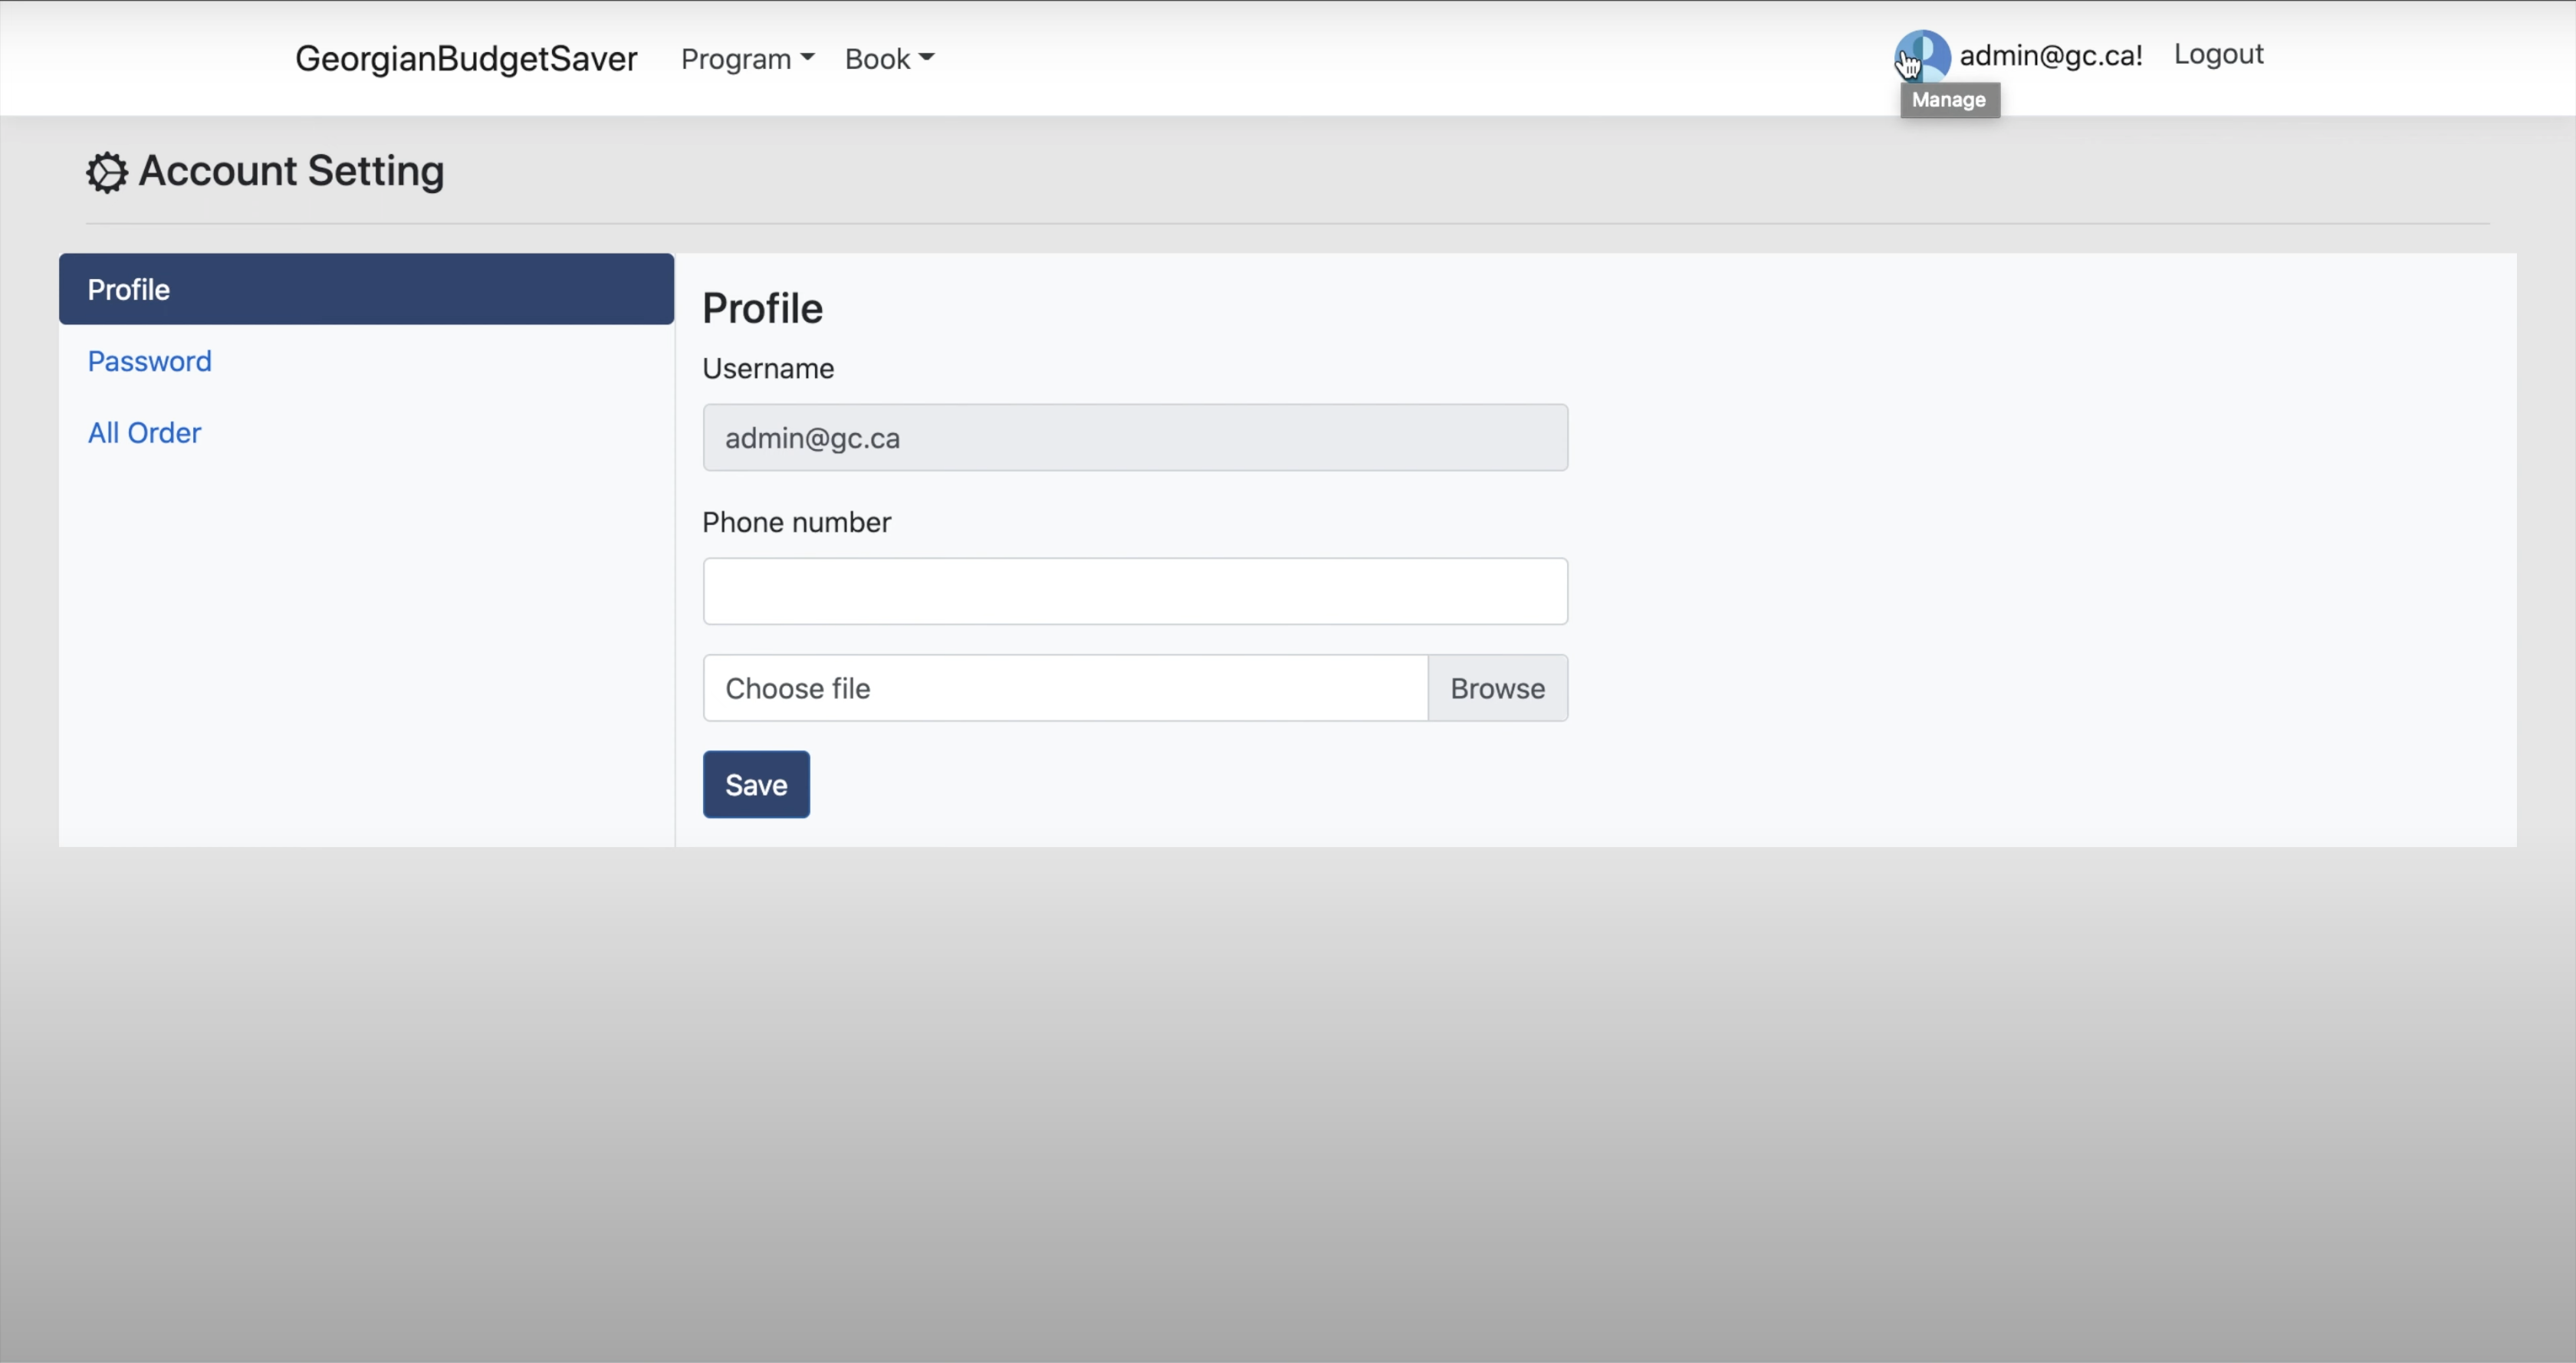 GeorgianBudgetSaver Program Book admin@gc.ca! Logout
Manage
Account Setting
Profile
Password
All Order
Profile
Username
admin@gc.ca
Phone number
Choose file Browse
Save